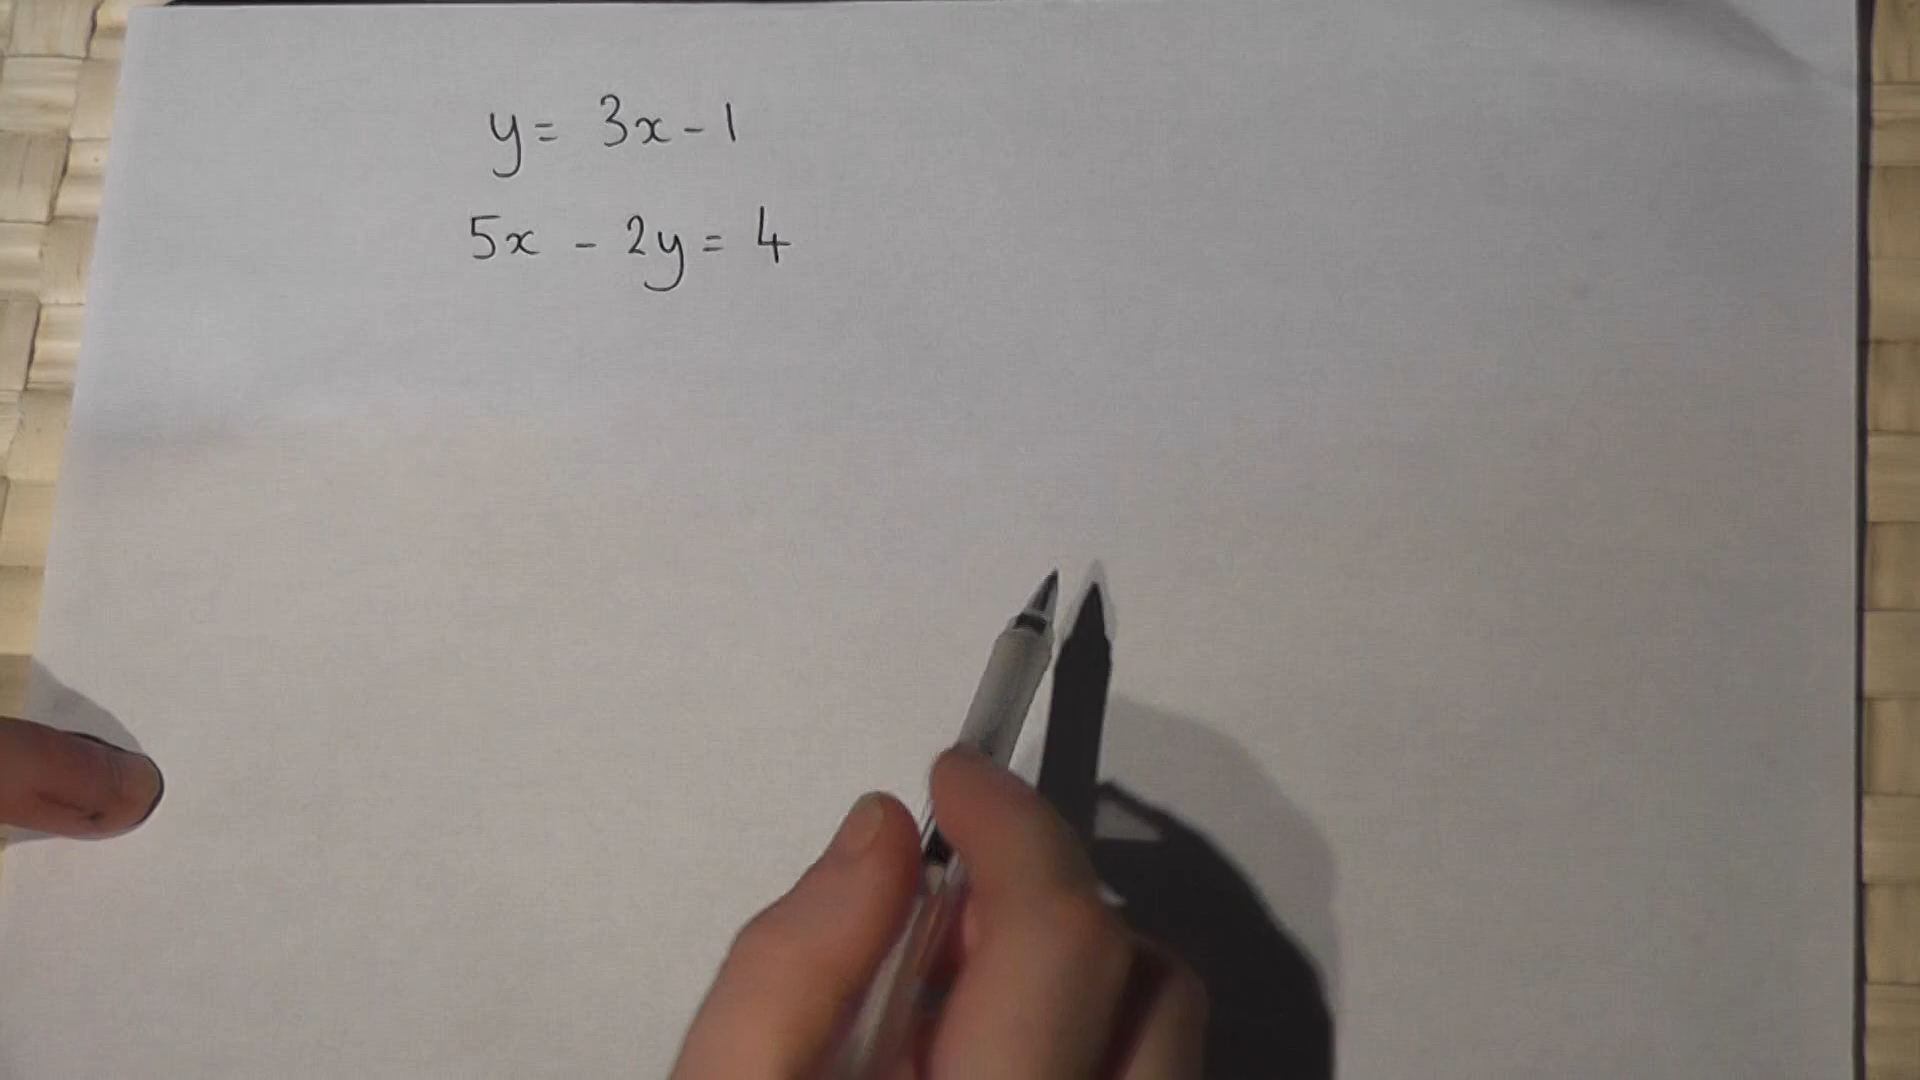 y = 3x - 1
5x - 2y = 4